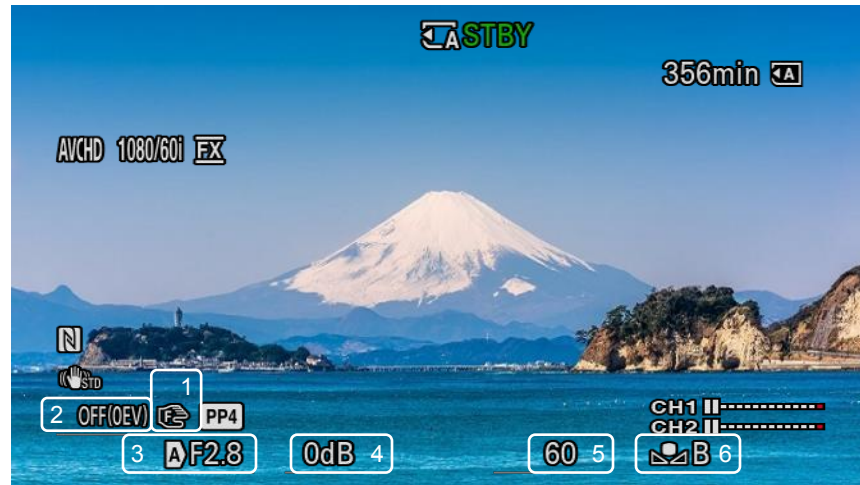 A STBY
356min A
AVCHD 1080/60i FX
N
STD
1
2 OFF(0EV) F PP4
CH1
CH2
3 A F2.8 0dB 4 60 5 B 6